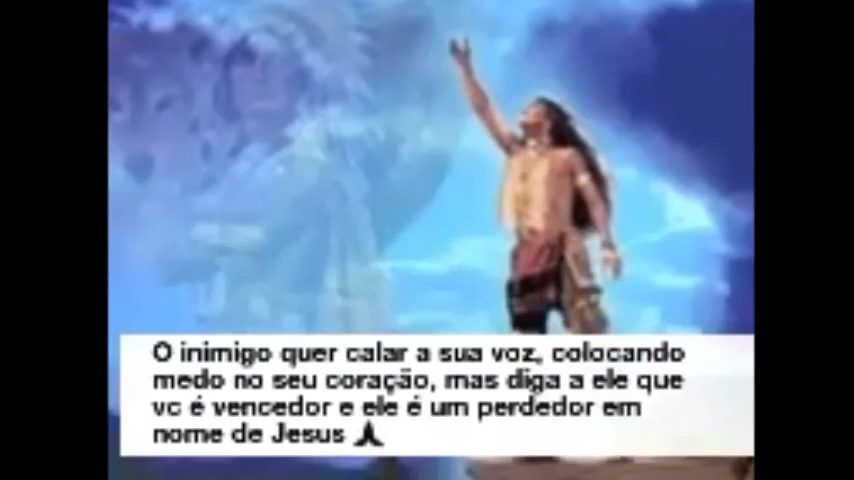 O inimigo quer calar a sua voz, colocando
medo no seu coração, mas diga a ele que
vc é vencedor e ele é um perdedor em
nome de Jesus 🙏